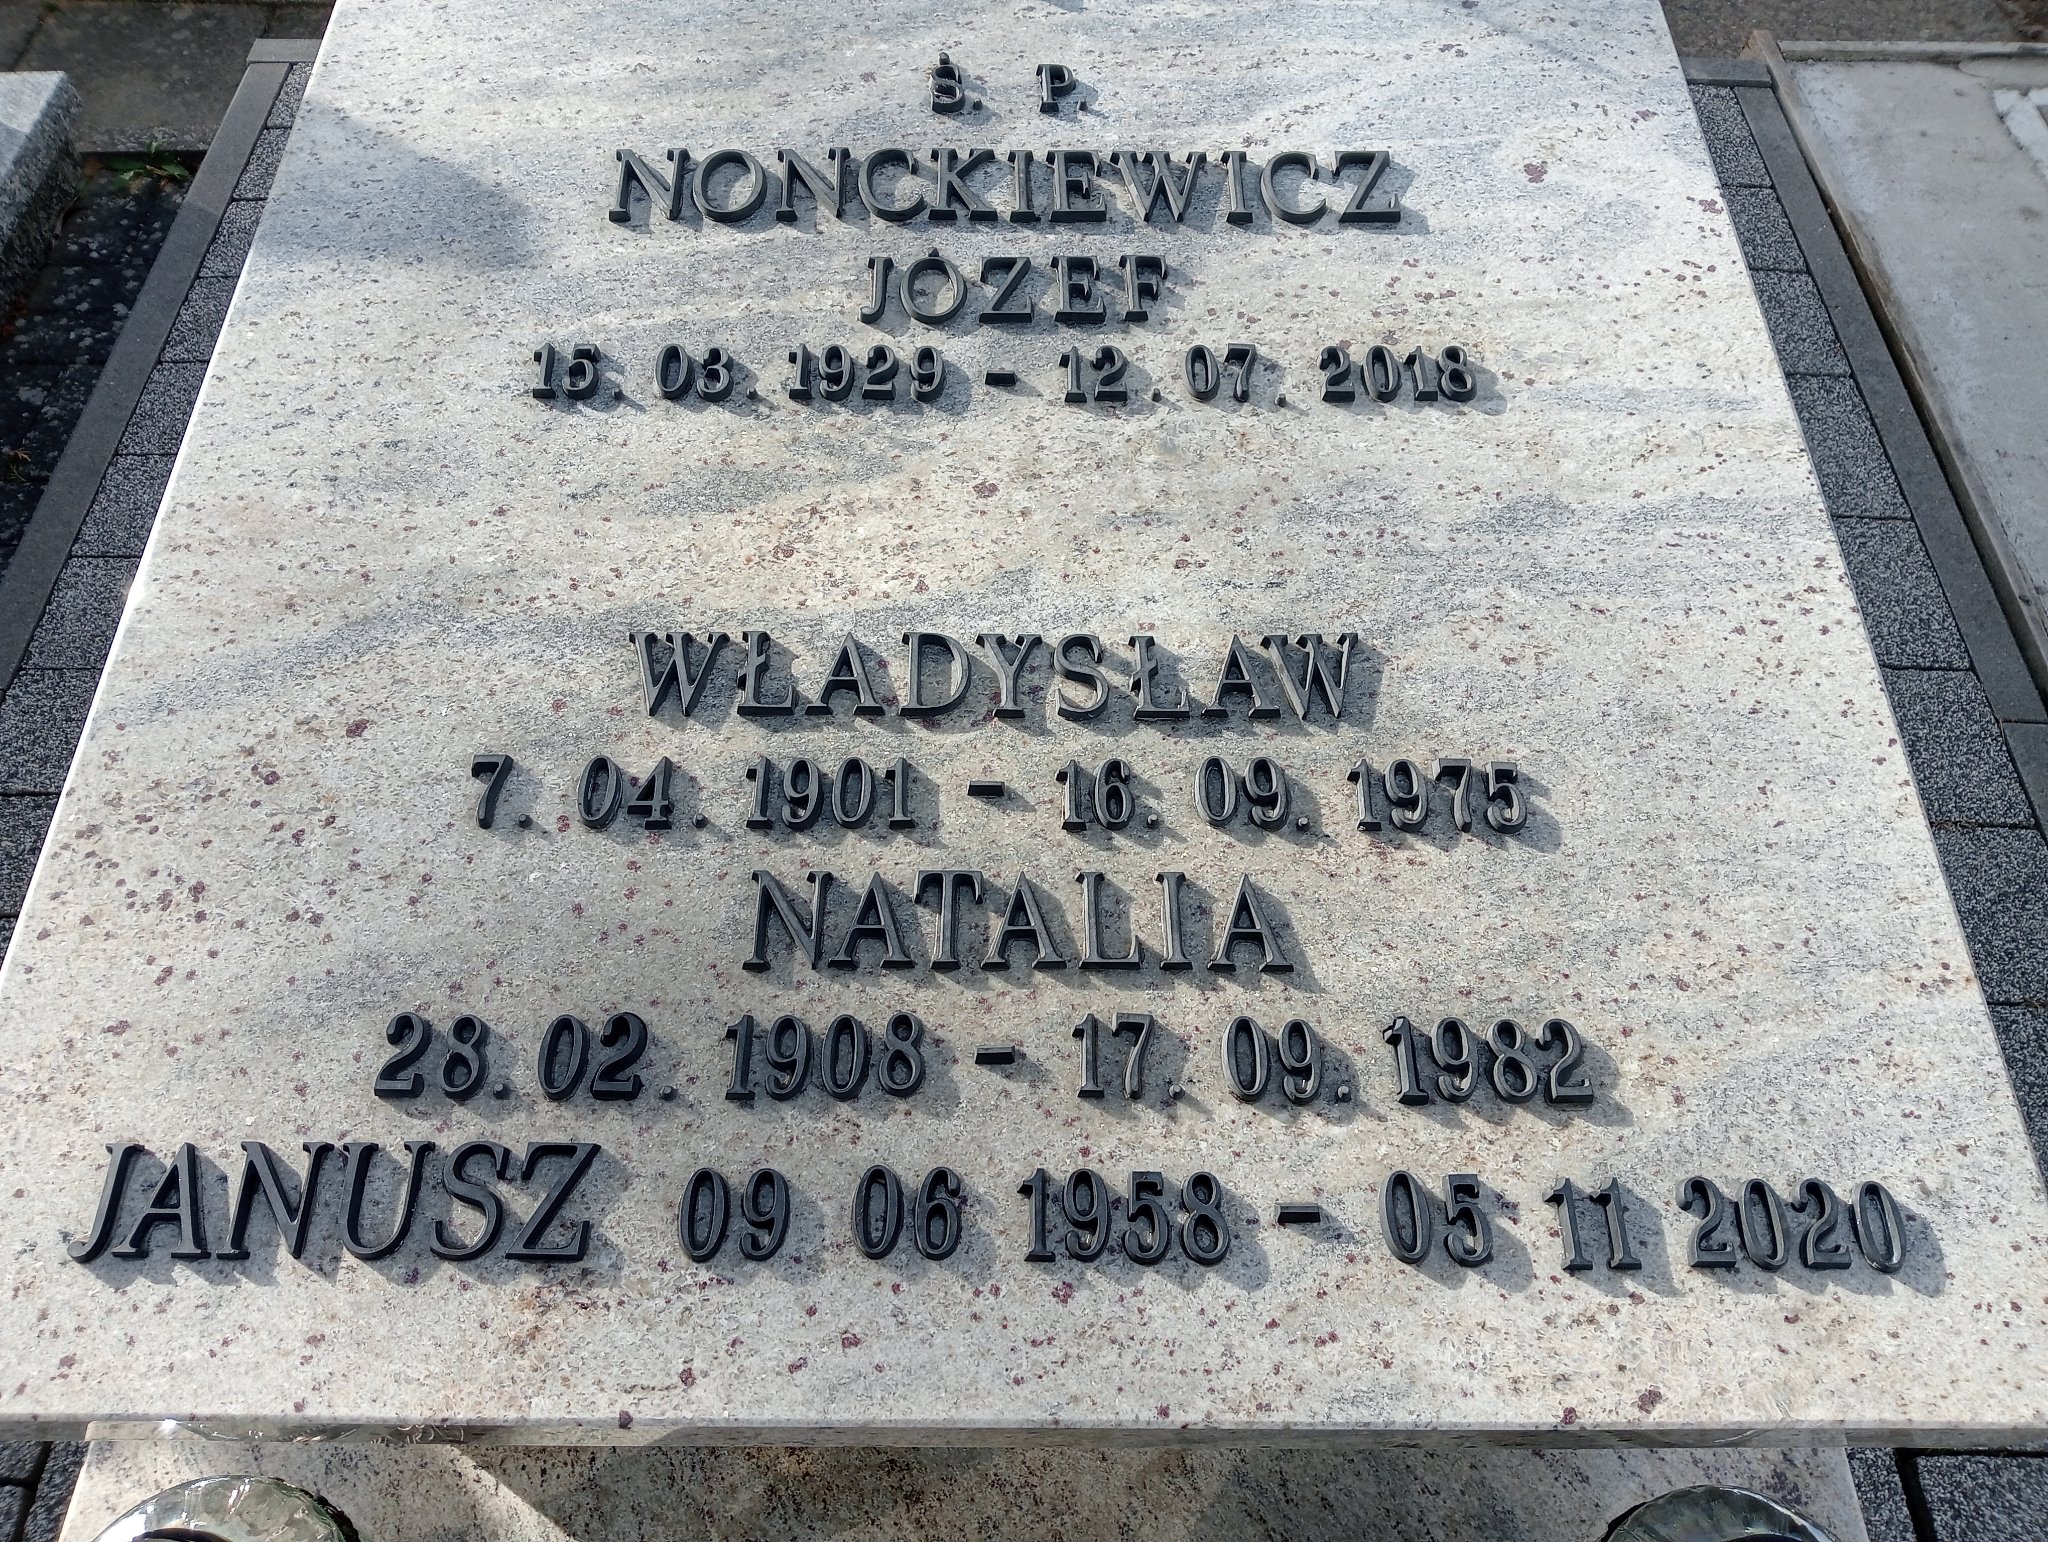 Ś. P.
NONCKIEWICZ
JÓZEF
15. 03. 1929 - 12. 07. 2018
WŁADYSŁAW
7. 04. 1901 - 16. 09. 1975
NATALIA
28. 02. 1908 - 17. 09. 1982
JANUSZ 09 06 1958 - 05 11 2020